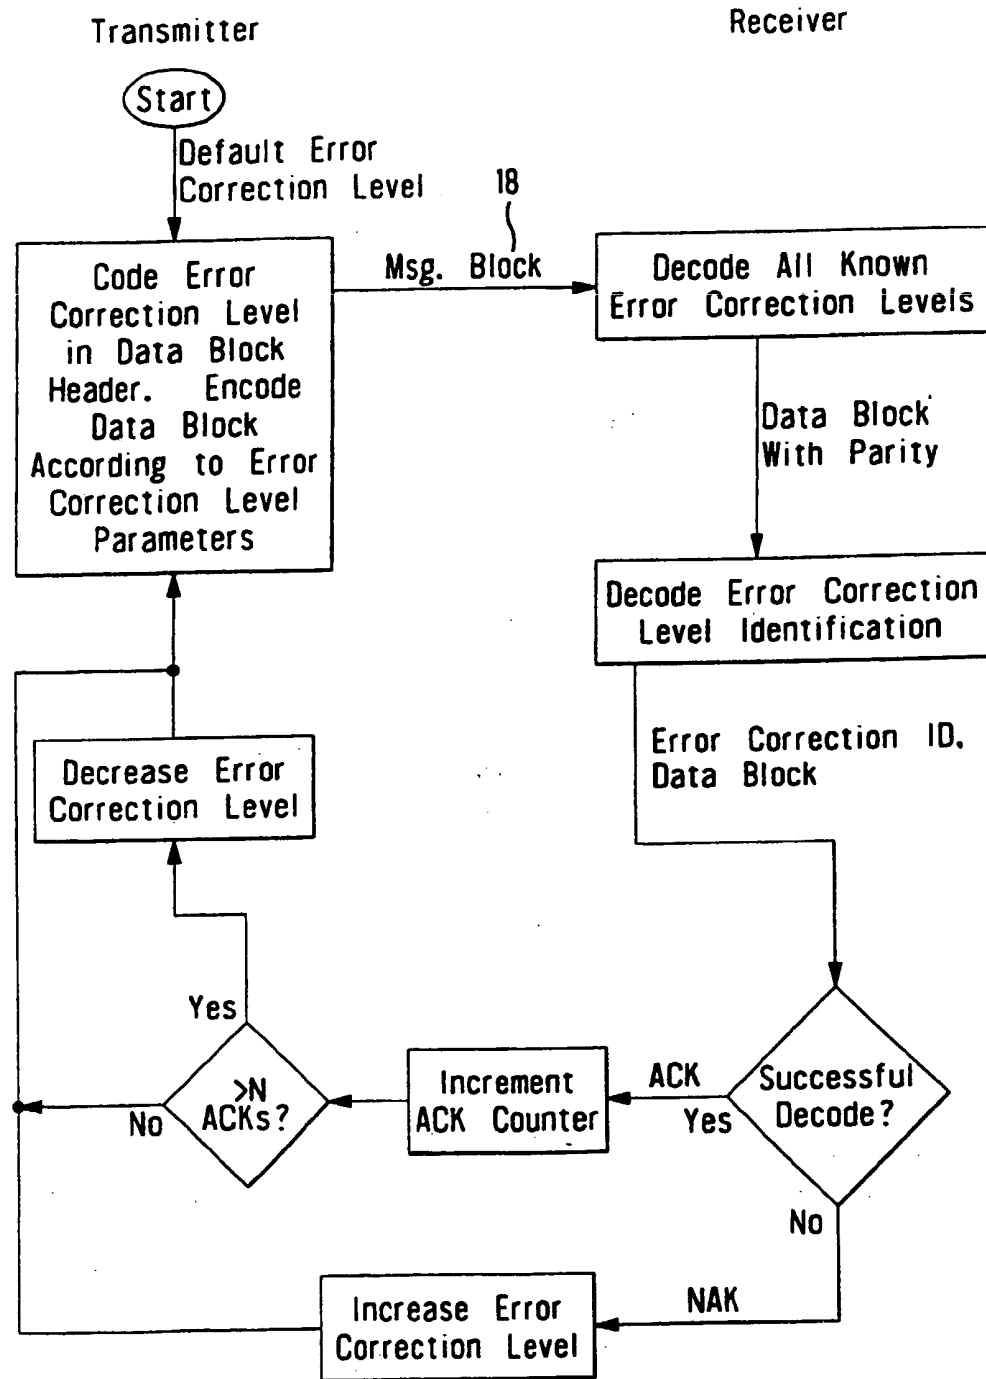 Transmitter
Receiver
Start
Default Error
Correction Level
18
Msg. Block
Code Error
Correction Level
in Data Block
Header. Encode
Data Block
According to Error
Correction Level
Parameters
Decode All Known
Error Correction Levels
Data Block
With Parity
Decode Error Correction
Level Identification
Error Correction ID.
Data Block
Decrease Error
Correction Level
Yes
>N
ACKs?
No
Increment
ACK Counter
ACK
Yes
Successful
Decode?
No
NAK
Increase Error
Correction Level